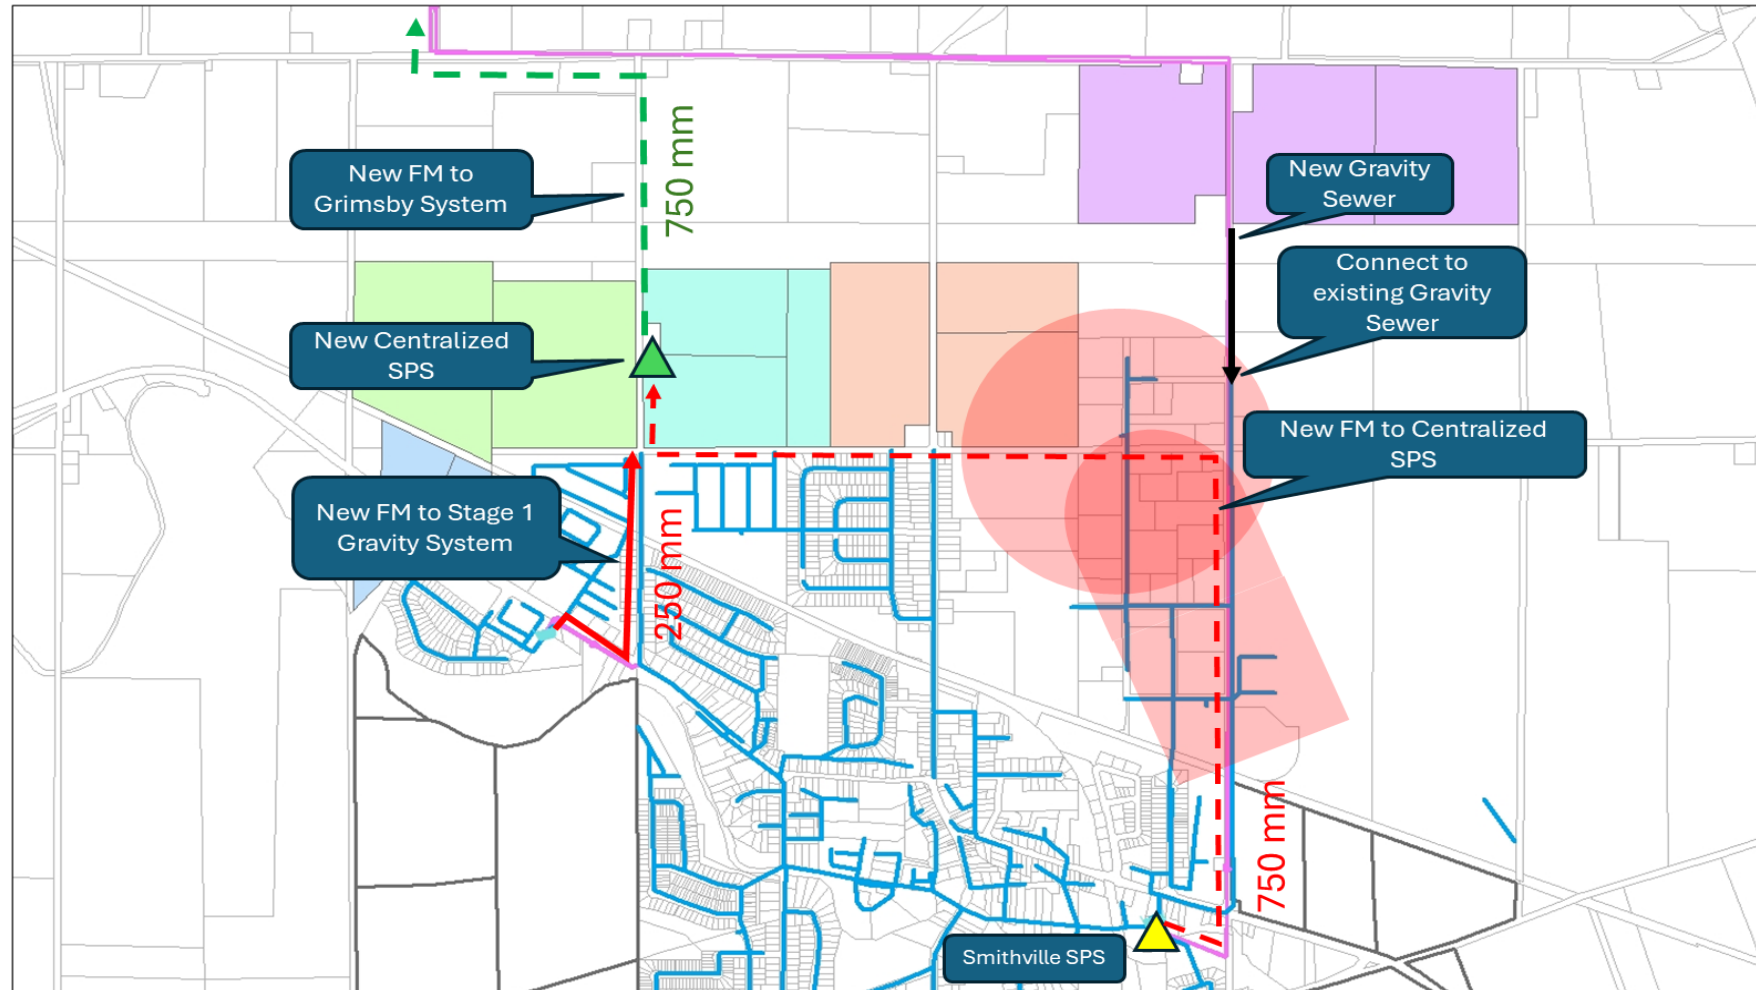 New FM to
Grimsby System
750 mm
New Gravity
Sewer
Connect to
existing Gravity
Sewer
New Centralized
SPS
New FM to Centralized
SPS
New FM to Stage 1
Gravity System
250 mm
750 mm
Smithville SPS